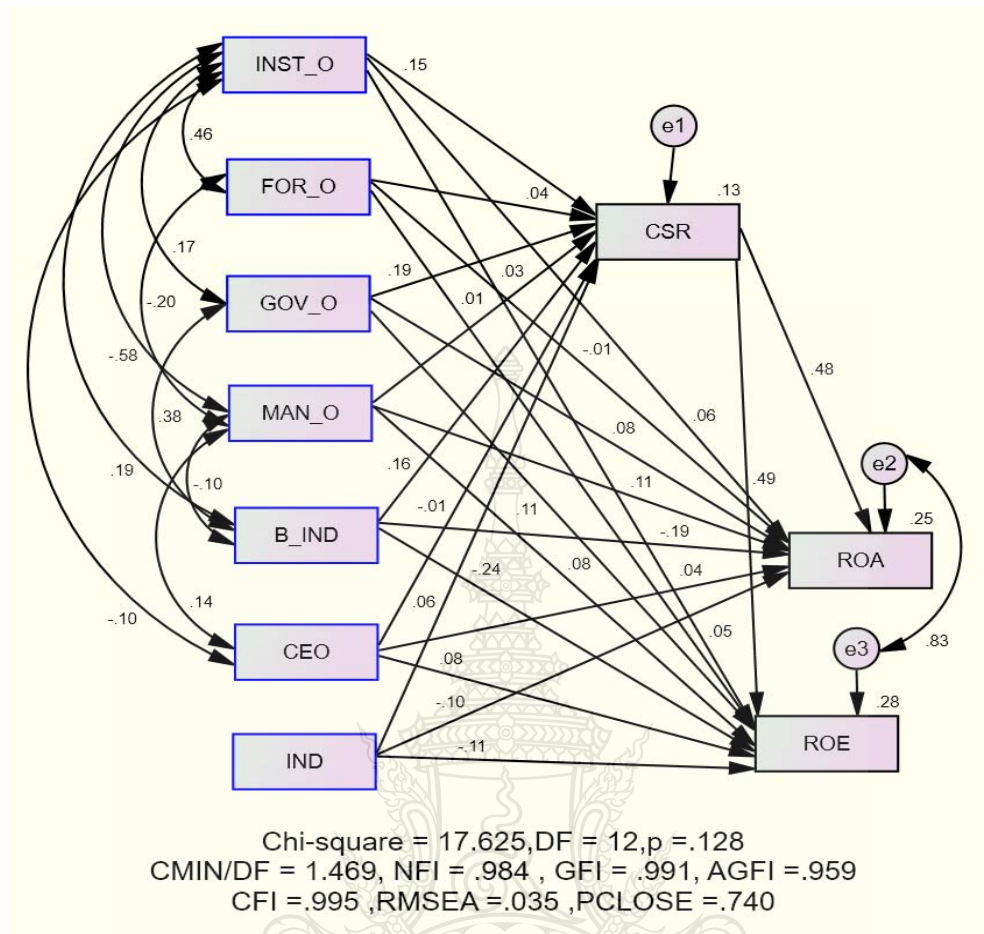 INST_O
.15
e1
.46
FOR_O
.04
.13
CSR
.17
.19
.03
GOV_O
-.20
.01
-.01
-.58
.48
MAN_O
.38
.06
.08
e2
.19
-.10
.16
.11
.49
-.01
.11
-.19
.25
B_IND
ROA
-.24
.08
.04
.06
.14
-.10
.05
e3
.83
CEO
.08
-.10
.28
IND
-.11
ROE
Chi-square = 17.625,DF = 12,p =.128
CMIN/DF = 1.469, NFI = .984 , GFI = .991, AGFI =.959
CFI =.995 ,RMSEA =.035 ,PCLOSE =.740